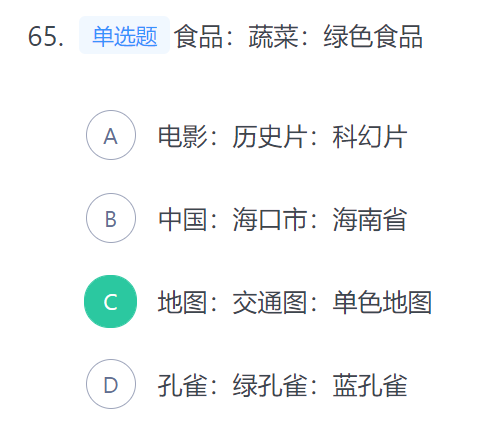 65. 单选题 食品：蔬菜：绿色食品
A 电影：历史片：科幻片
B 中国：海口市：海南省
C 地图：交通图：单色地图
D 孔雀：绿孔雀：蓝孔雀